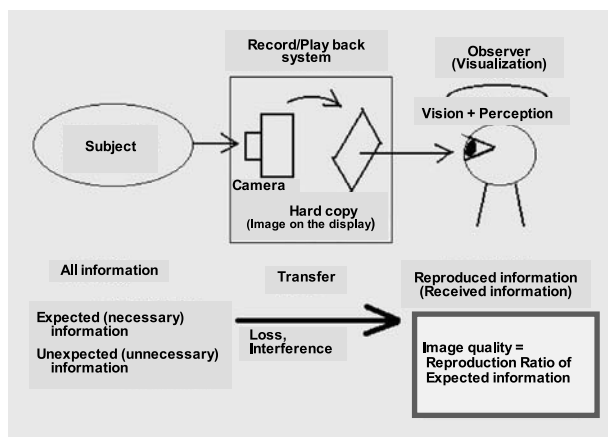 Record/Play back
system
Observer
(Visualization)
Subject
Vision + Perception
Camera
Hard copy
(Image on the display)
All information
Transfer
Reproduced information
(Received information)
Expected (necessary)
information
Unexpected (unnecessary)
information
Loss,
Interference
Image quality =
Reproduction Ratio of
Expected information